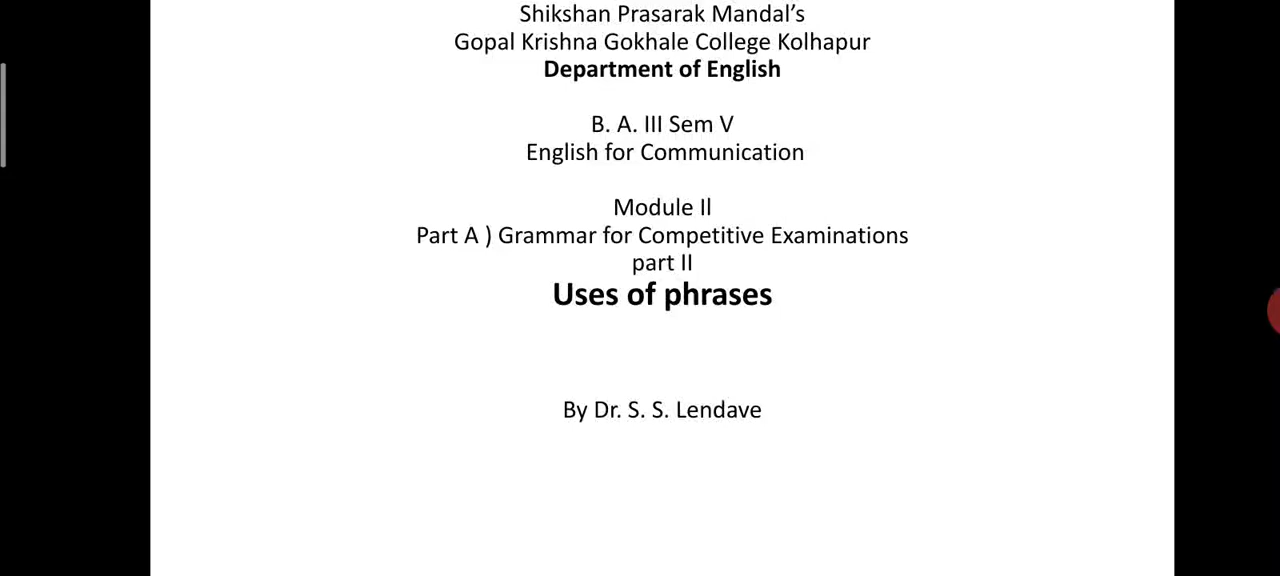 Shikshan Prasarak Mandal’s
Gopal Krishna Gokhale College Kolhapur
Department of English
B. A. III Sem V
English for Communication
Module Il
Part A ) Grammar for Competitive Examinations
part II
Uses of phrases
By Dr. S. S. Lendave